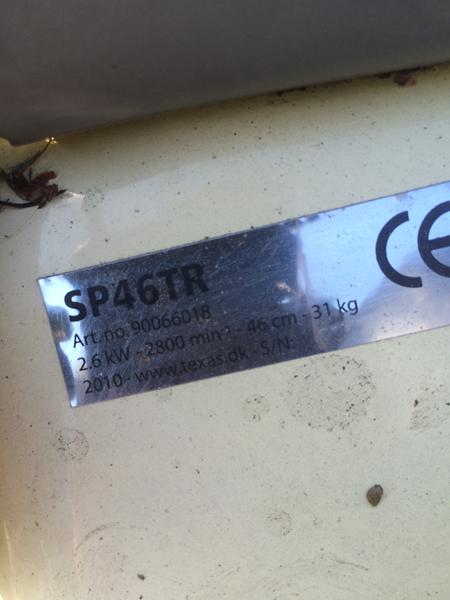 SP46TR
CE
Art.no. 90066018
2.6 kW - 2800 min⁻¹ - 46 cm - 31 kg
2010 - www.texas.dk - S/N: